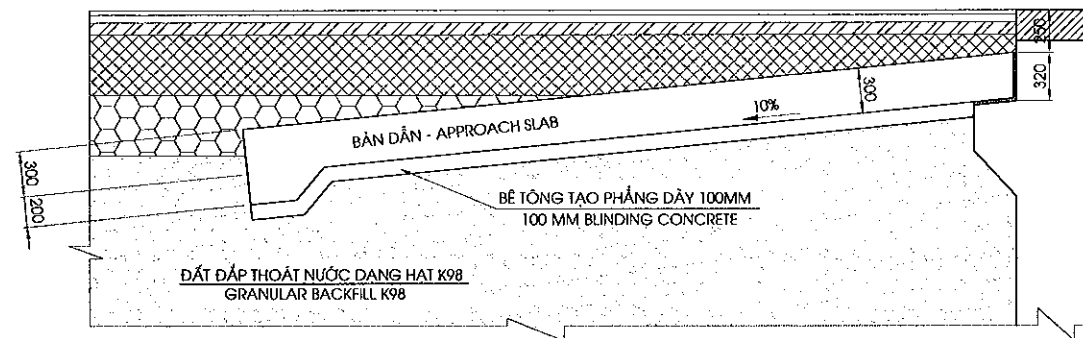 250
320
300
10%
BẢN DẪN - APPROACH SLAB
300
200
BÊ TÔNG TẠO PHẲNG DÀY 100MM
100 MM BLINDING CONCRETE
ĐẤT ĐẮP THOÁT NƯỚC DẠNG HẠT K98
GRANULAR BACKFILL K98